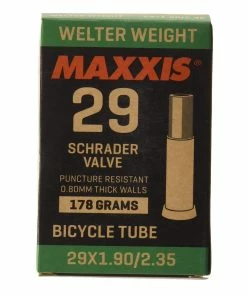 WELTER WEIGHT
MAXXIS®
29
SCHRADER
VALVE
PUNCTURE RESISTANT
0.80MM THICK WALLS
178 GRAMS
BICYCLE TUBE
29X1.90/2.35